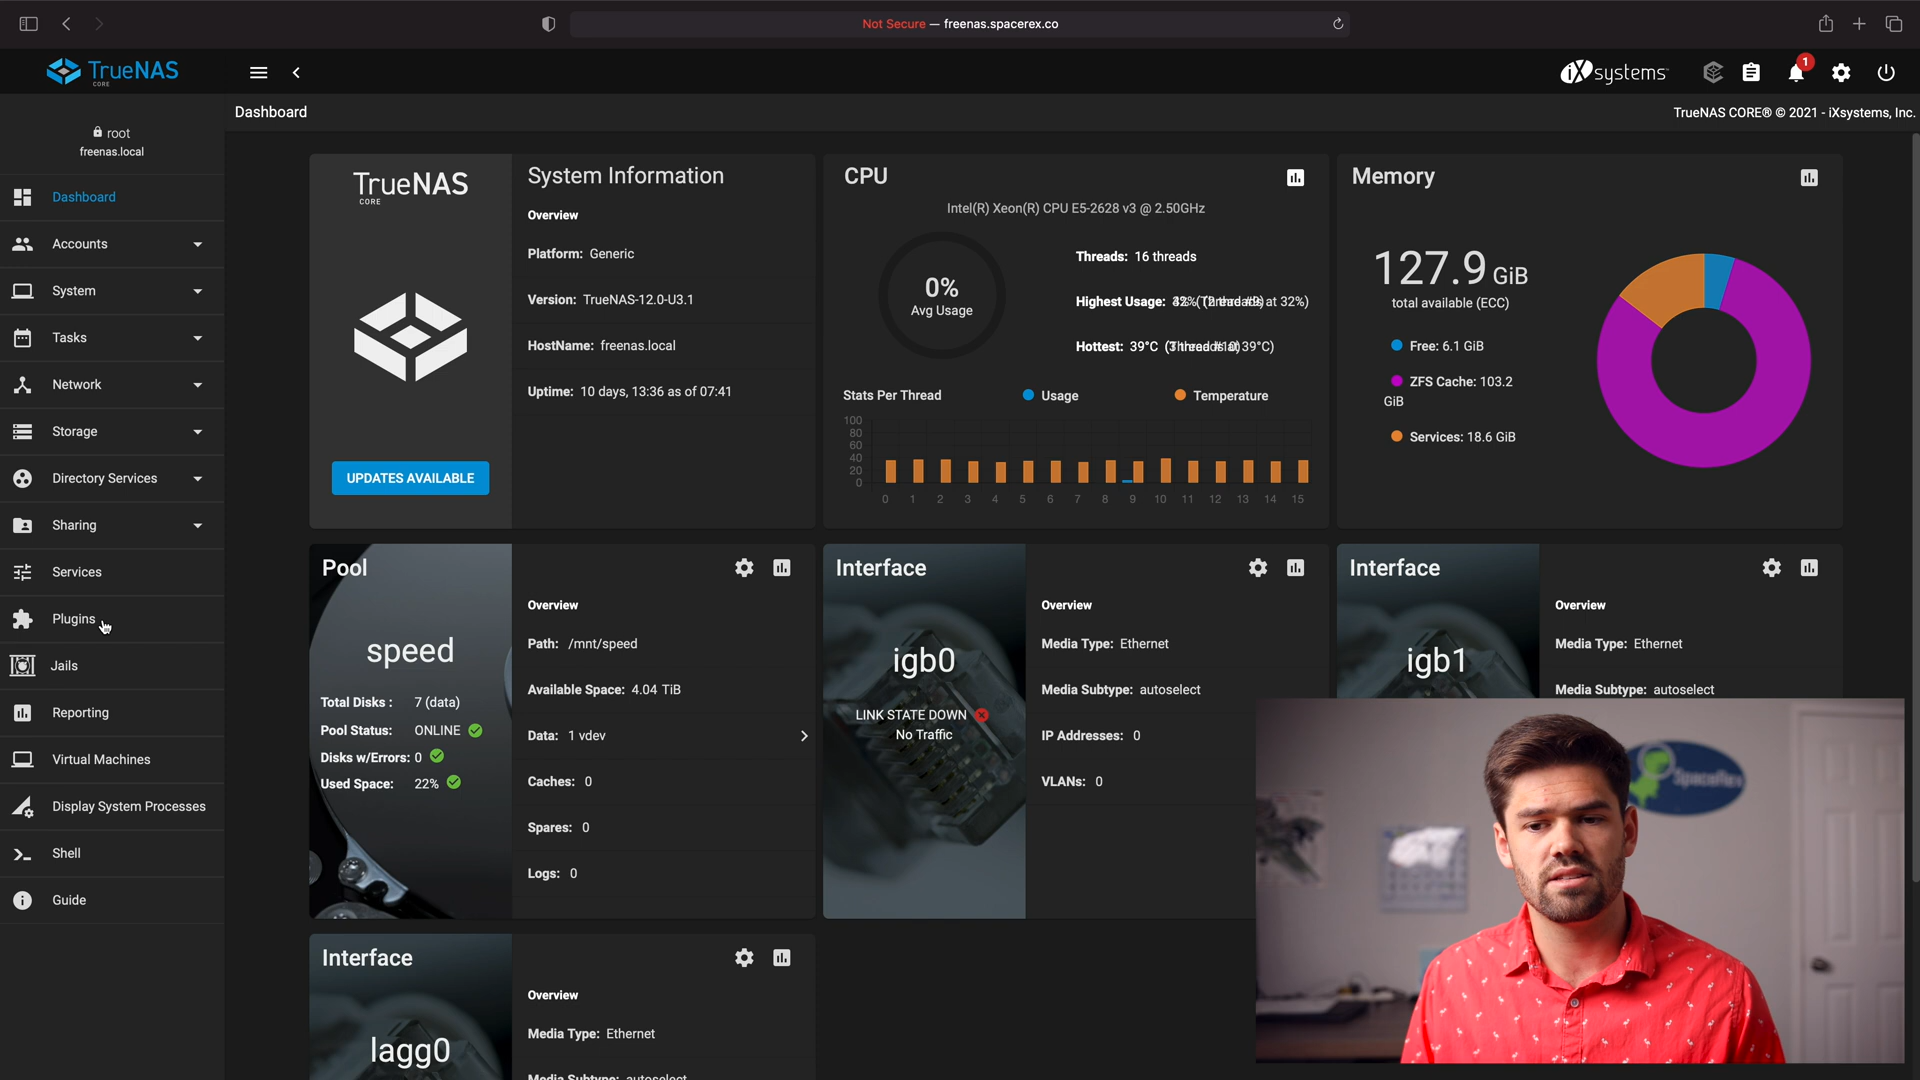 Not Secure — freenas.spacerex.co
TrueNAS
CORE
iXsystems
1
Dashboard
TrueNAS CORE® © 2021 - iXsystems, Inc.
root
freenas.local
Dashboard
Accounts
System
Tasks
Network
Storage
Directory Services
Sharing
Services
Plugins
Jails
Reporting
Virtual Machines
Display System Processes
Shell
Guide
TrueNAS
CORE
UPDATES AVAILABLE
System Information
Overview
Platform: Generic
Version: TrueNAS-12.0-U3.1
HostName: freenas.local
Uptime: 10 days, 13:36 as of 07:41
CPU
Intel(R) Xeon(R) CPU E5-2628 v3 @ 2.50GHz
0%
Avg Usage
Threads: 16 threads
Highest Usage: at 32%)
Hottest: 39°C
Stats Per Thread
Usage
Temperature
100
80
60
40
20
0
0 1 2 3 4 5 6 7 8 9 10 11 12 13 14 15
Memory
127.9 GiB
total available (ECC)
Free: 6.1 GiB
ZFS Cache: 103.2
GiB
Services: 18.6 GiB
Pool
speed
Total Disks : 7 (data)
Pool Status: ONLINE
Disks w/Errors: 0
Used Space: 22%
Overview
Path: /mnt/speed
Available Space: 4.04 TiB
Data: 1 vdev
Caches: 0
Spares: 0
Logs: 0
Interface
igb0
LINK STATE DOWN
No Traffic
Overview
Media Type: Ethernet
Media Subtype: autoselect
IP Addresses: 0
VLANs: 0
Interface
igb1
Overview
Media Type: Ethernet
Media Subtype: autoselect
SpaceRex
Interface
lagg0
Overview
Media Type: Ethernet
Media Subtype: autoselect